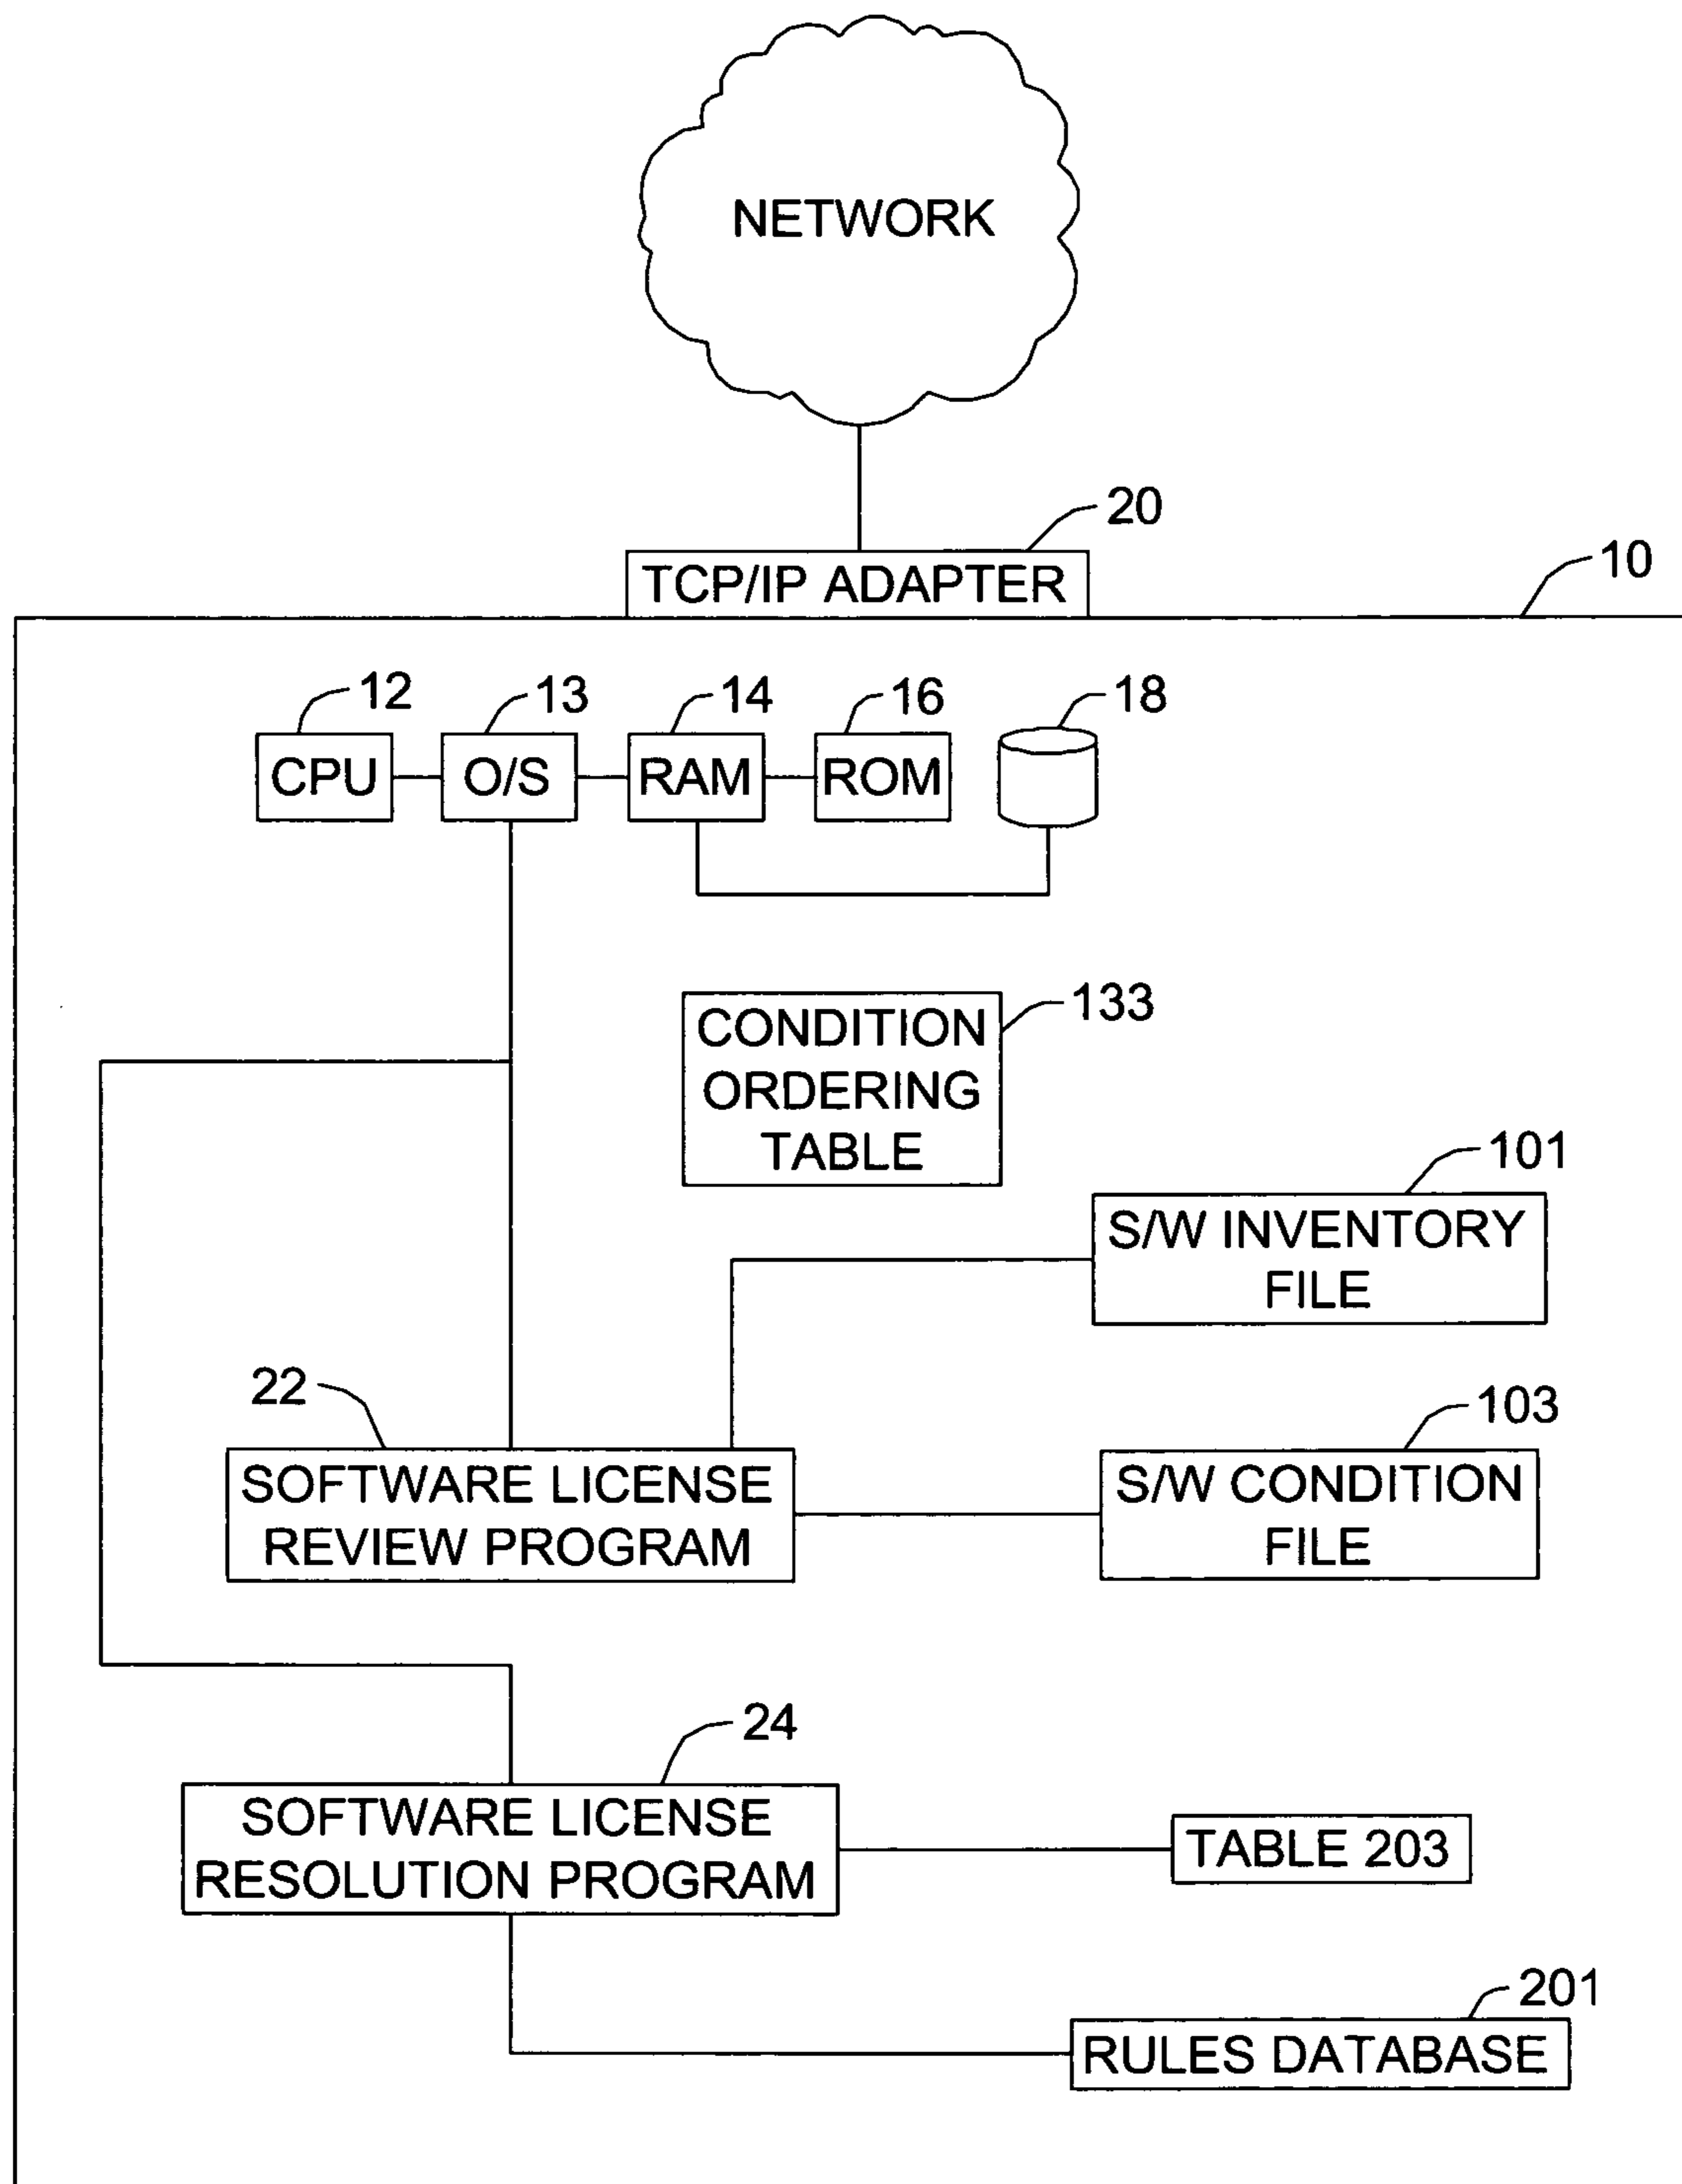 NETWORK
20
TCP/IP ADAPTER
10
12
13
14
16
18
CPU
O/S
RAM
ROM
133
CONDITION
ORDERING
TABLE
101
S/W INVENTORY
FILE
22
103
SOFTWARE LICENSE
REVIEW PROGRAM
S/W CONDITION
FILE
24
SOFTWARE LICENSE
RESOLUTION PROGRAM
TABLE 203
201
RULES DATABASE